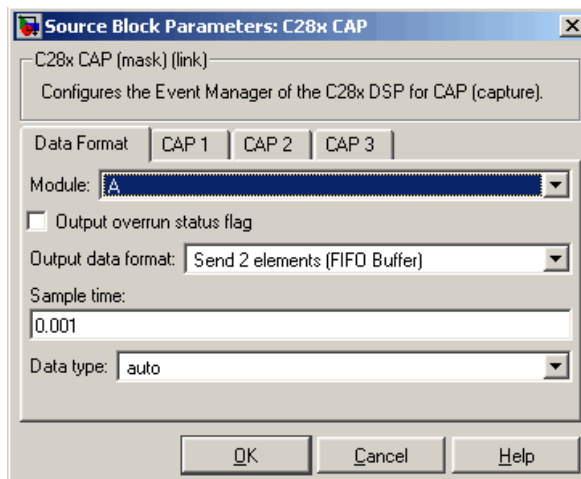 Source Block Parameters: C28x CAP
C28x CAP (mask) (link)
Configures the Event Manager of the C28x DSP for CAP (capture).
Data Format CAP 1 CAP 2 CAP 3
Module: A
Output overrun status flag
Output data format: Send 2 elements (FIFO Buffer)
Sample time:
0.001
Data type: auto
OK Cancel Help